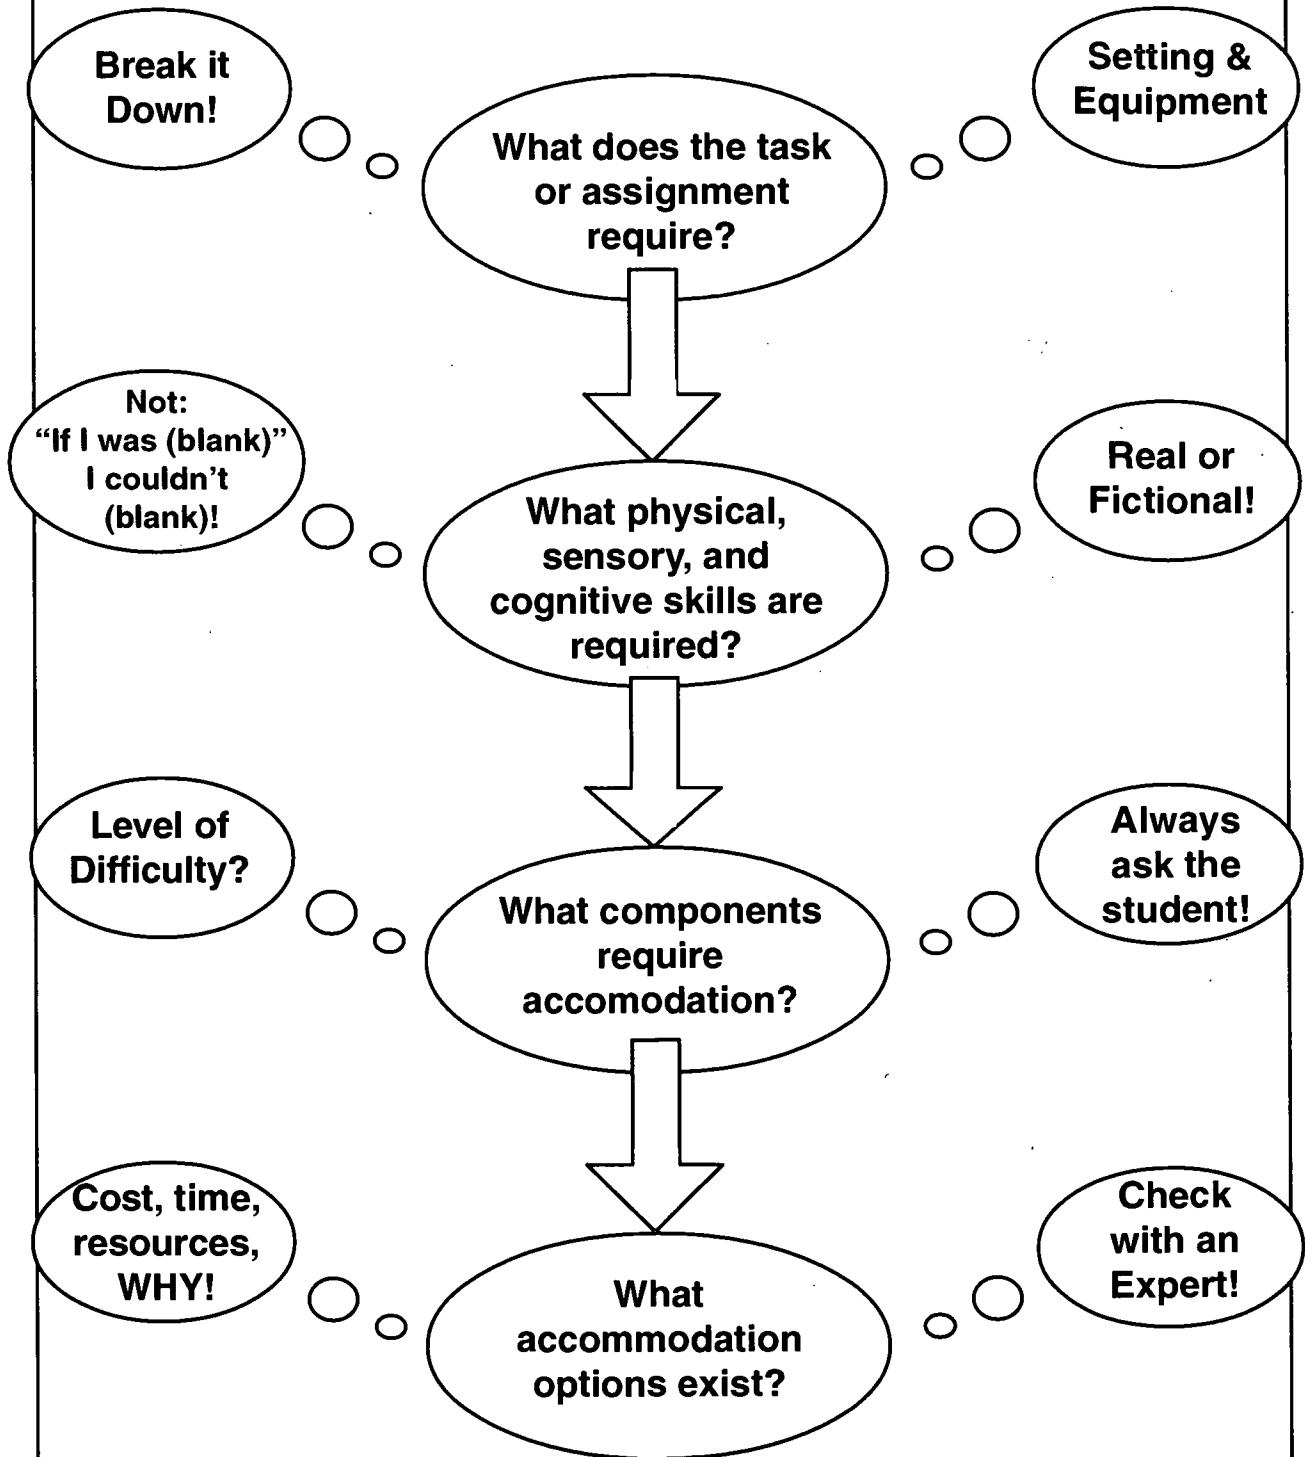 Break it
Down!
Setting &
Equipment
What does the task
or assignment
require?
Not:
“If I was (blank)”
I couldn't
(blank)!
Real or
Fictional!
What physical,
sensory, and
cognitive skills are
required?
Level of
Difficulty?
Always
ask the
student!
What components
require
accomodation?
Cost, time,
resources,
WHY!
Check
with an
Expert!
What
accommodation
options exist?